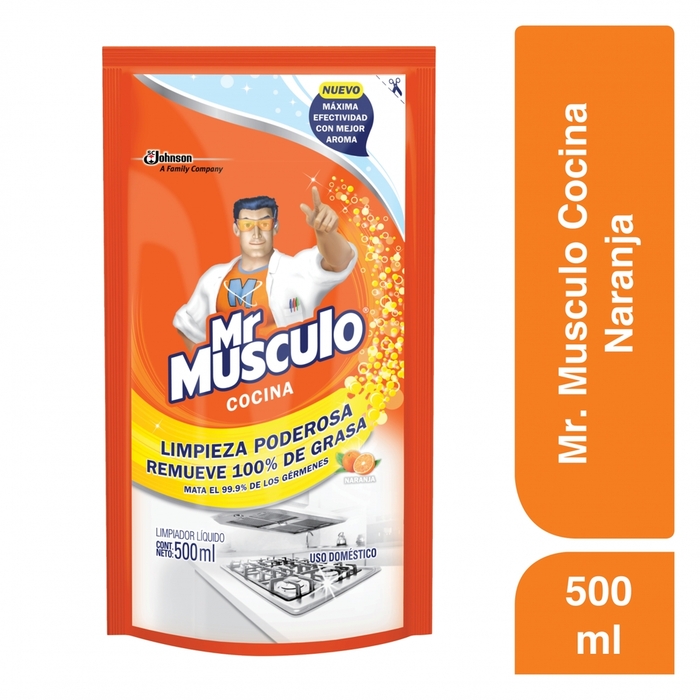 NUEVO
MÁXIMA
EFECTIVIDAD
CON MEJOR
AROMA
SC Johnson
A Family Company
M
Mr
MUSCULO
COCINA
LIMPIEZA PODEROSA
REMUEVE 100% DE GRASA
MATA EL 99.9% DE LOS GÉRMENES
NARANJA
LIMPIADOR LÍQUIDO
CONT.
NETO: 500ml
USO DOMÉSTICO
Mr. Musculo Cocina
Naranja
500
ml